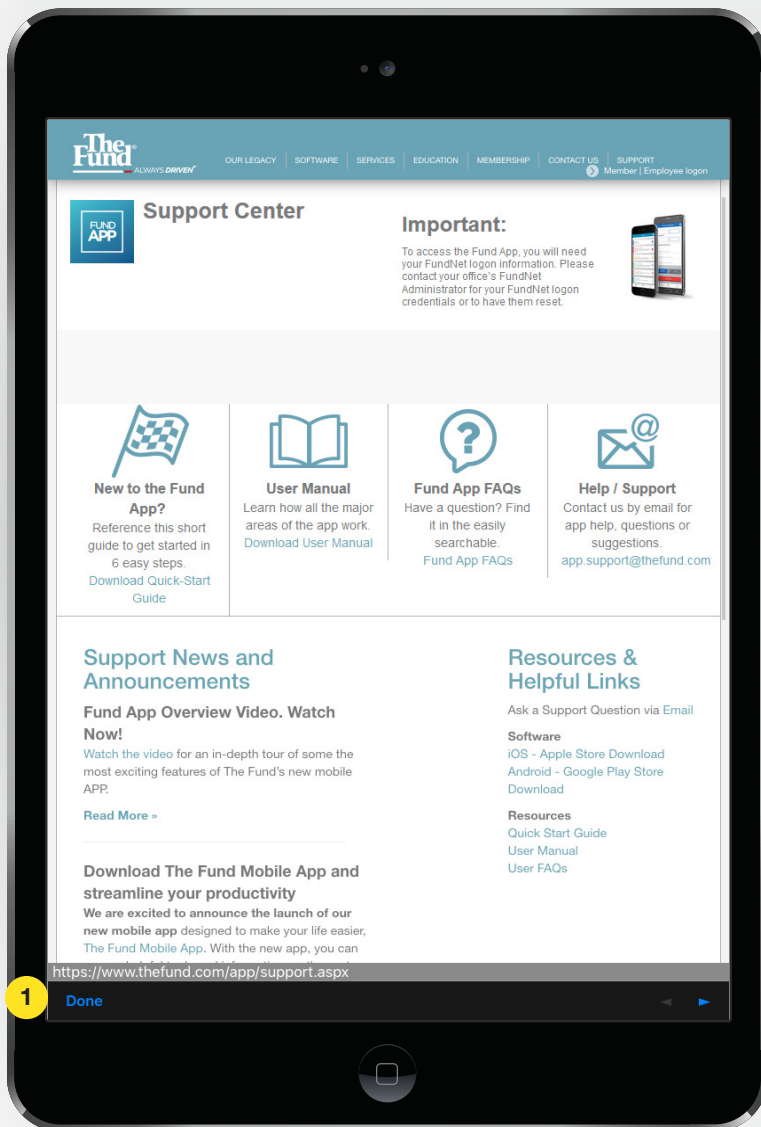 The Fund®
ALWAYS DRIVEN
OUR LEGACY
SOFTWARE
SERVICES
EDUCATION
MEMBERSHIP
CONTACT US
SUPPORT
Member | Employee logon
FUND
APP
Support Center
Important:
To access the Fund App, you will need
your FundNet logon information. Please
contact your office's FundNet
Administrator for your FundNet logon
credentials or to have them reset.
New to the Fund
App?
Reference this short
guide to get started in
6 easy steps.
Download Quick-Start
Guide
User Manual
Learn how all the major
areas of the app work.
Download User Manual
?
Fund App FAQs
Have a question? Find
it in the easily
searchable.
Fund App FAQs
@
Help / Support
Contact us by email for
app help, questions or
suggestions.
app.support@thefund.com
Support News and
Announcements
Fund App Overview Video. Watch
Now!
Watch the video for an in-depth tour of some the
most exciting features of The Fund's new mobile
APP.
Read More »
Download The Fund Mobile App and
streamline your productivity
We are excited to announce the launch of our
new mobile app designed to make your life easier,
The Fund Mobile App. With the new app, you can
Resources &
Helpful Links
Ask a Support Question via Email
Software
iOS - Apple Store Download
Android - Google Play Store
Download
Resources
Quick Start Guide
User Manual
User FAQs
https://www.thefund.com/app/support.aspx
1
Done